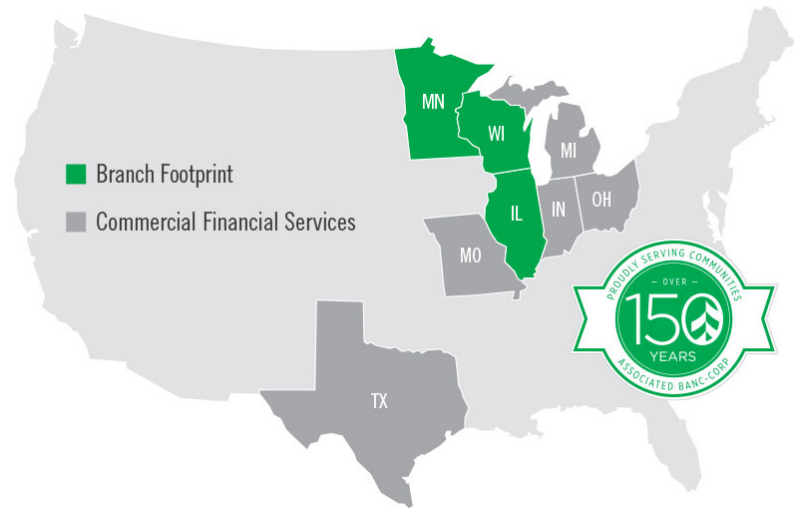 MN
WI
MI
Branch Footprint
Commercial Financial Services
IL
IN
OH
MO
TX
PROUDLY SERVING COMMUNITIES
– OVER –
150
YEARS
ASSOCIATED BANC-CORP